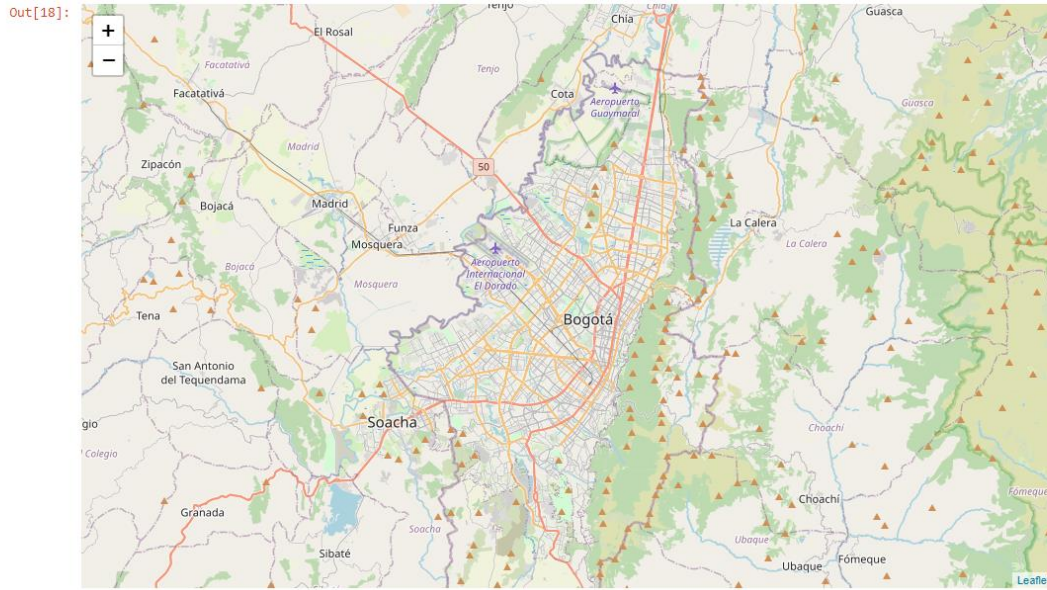 Out[18]:
+
−
Tenjo
Chía
Chía
Guasca
El Rosal
Facatativá
Tenjo
Facatativá
Cota
Aeropuerto
Guaymaral
Guasca
Madrid
Zipacón
50
Bojacá
Madrid
Funza
Mosquera
La Calera
La Calera
Bojacá
Aeropuerto
Internacional
El Dorado
Mosquera
Tena
Bogotá
San Antonio
del Tequendama
Soacha
gio
Choachí
l Colegio
Fómeque
Choachí
Granada
Soacha
Ubaque
Sibaté
Ubaque
Fómeque
Leafle